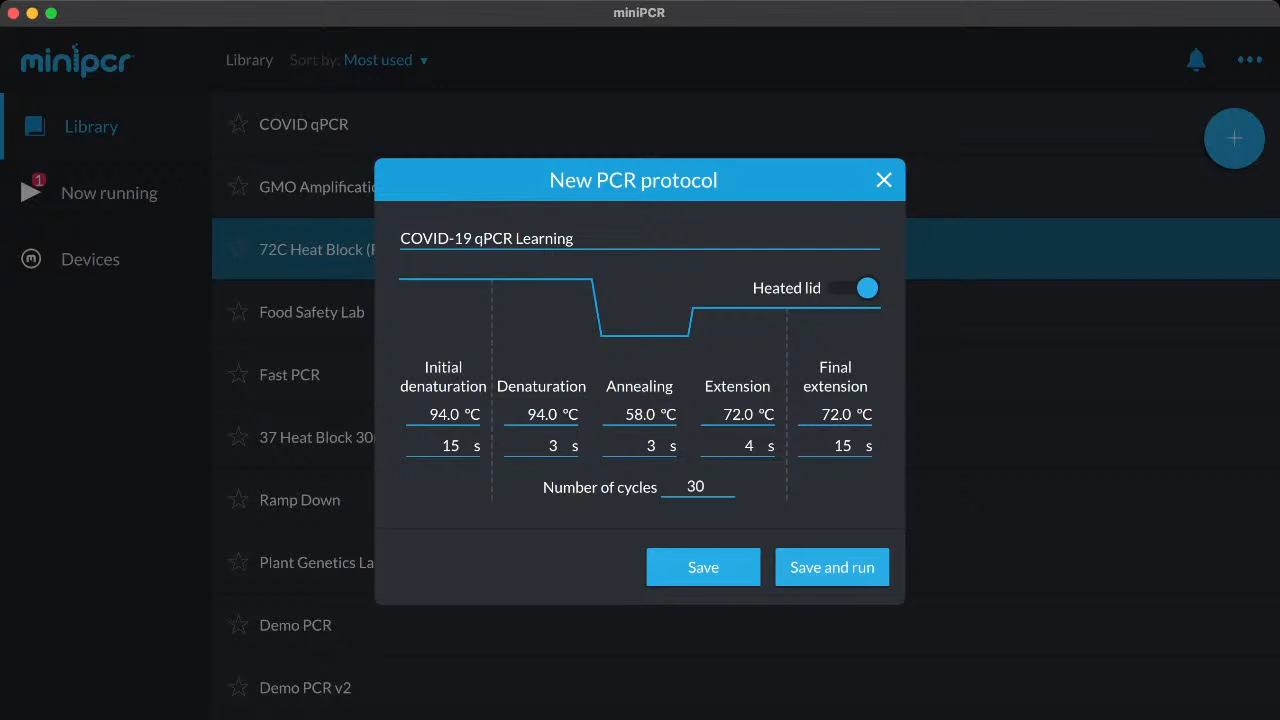 miniPCR
minipcr
Library Sort by: Most used ▼
Library
1
Now running
Devices
COVID qPCR
GMO Amplificatio
72C Heat Block (
Food Safety Lab
Fast PCR
37 Heat Block 30
Ramp Down
Plant Genetics La
Demo PCR
Demo PCR v2
New PCR protocol
COVID-19 qPCR Learning
Heated lid
Initial denaturation
Denaturation
Annealing
Extension
Final extension
94.0 °C 94.0 °C 58.0 °C 72.0 °C 72.0 °C
15 s 3 s 3 s 4 s 15 s
Number of cycles 30
Save Save and run